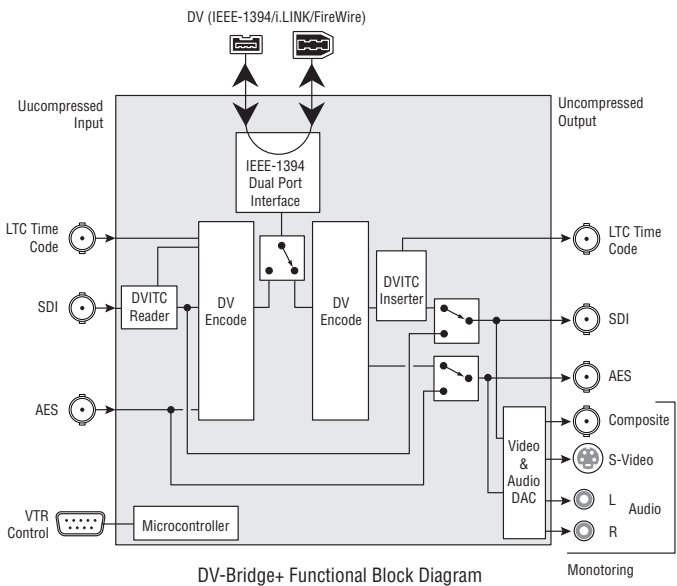 DV (IEEE-1394/i.LINK/FireWire)
Uucompressed
Input
Uncompressed
Output
IEEE-1394
Dual Port
Interface
LTC Time
Code
LTC Time
Code
SDI
DVITC
Reader
DV
Encode
DV
Encode
DVITC
Inserter
SDI
AES
AES
Composite
Video
&
Audio
DAC
S-Video
L
Audio
R
VTR
Control
Microcontroller
Monotoring
DV-Bridge+ Functional Block Diagram